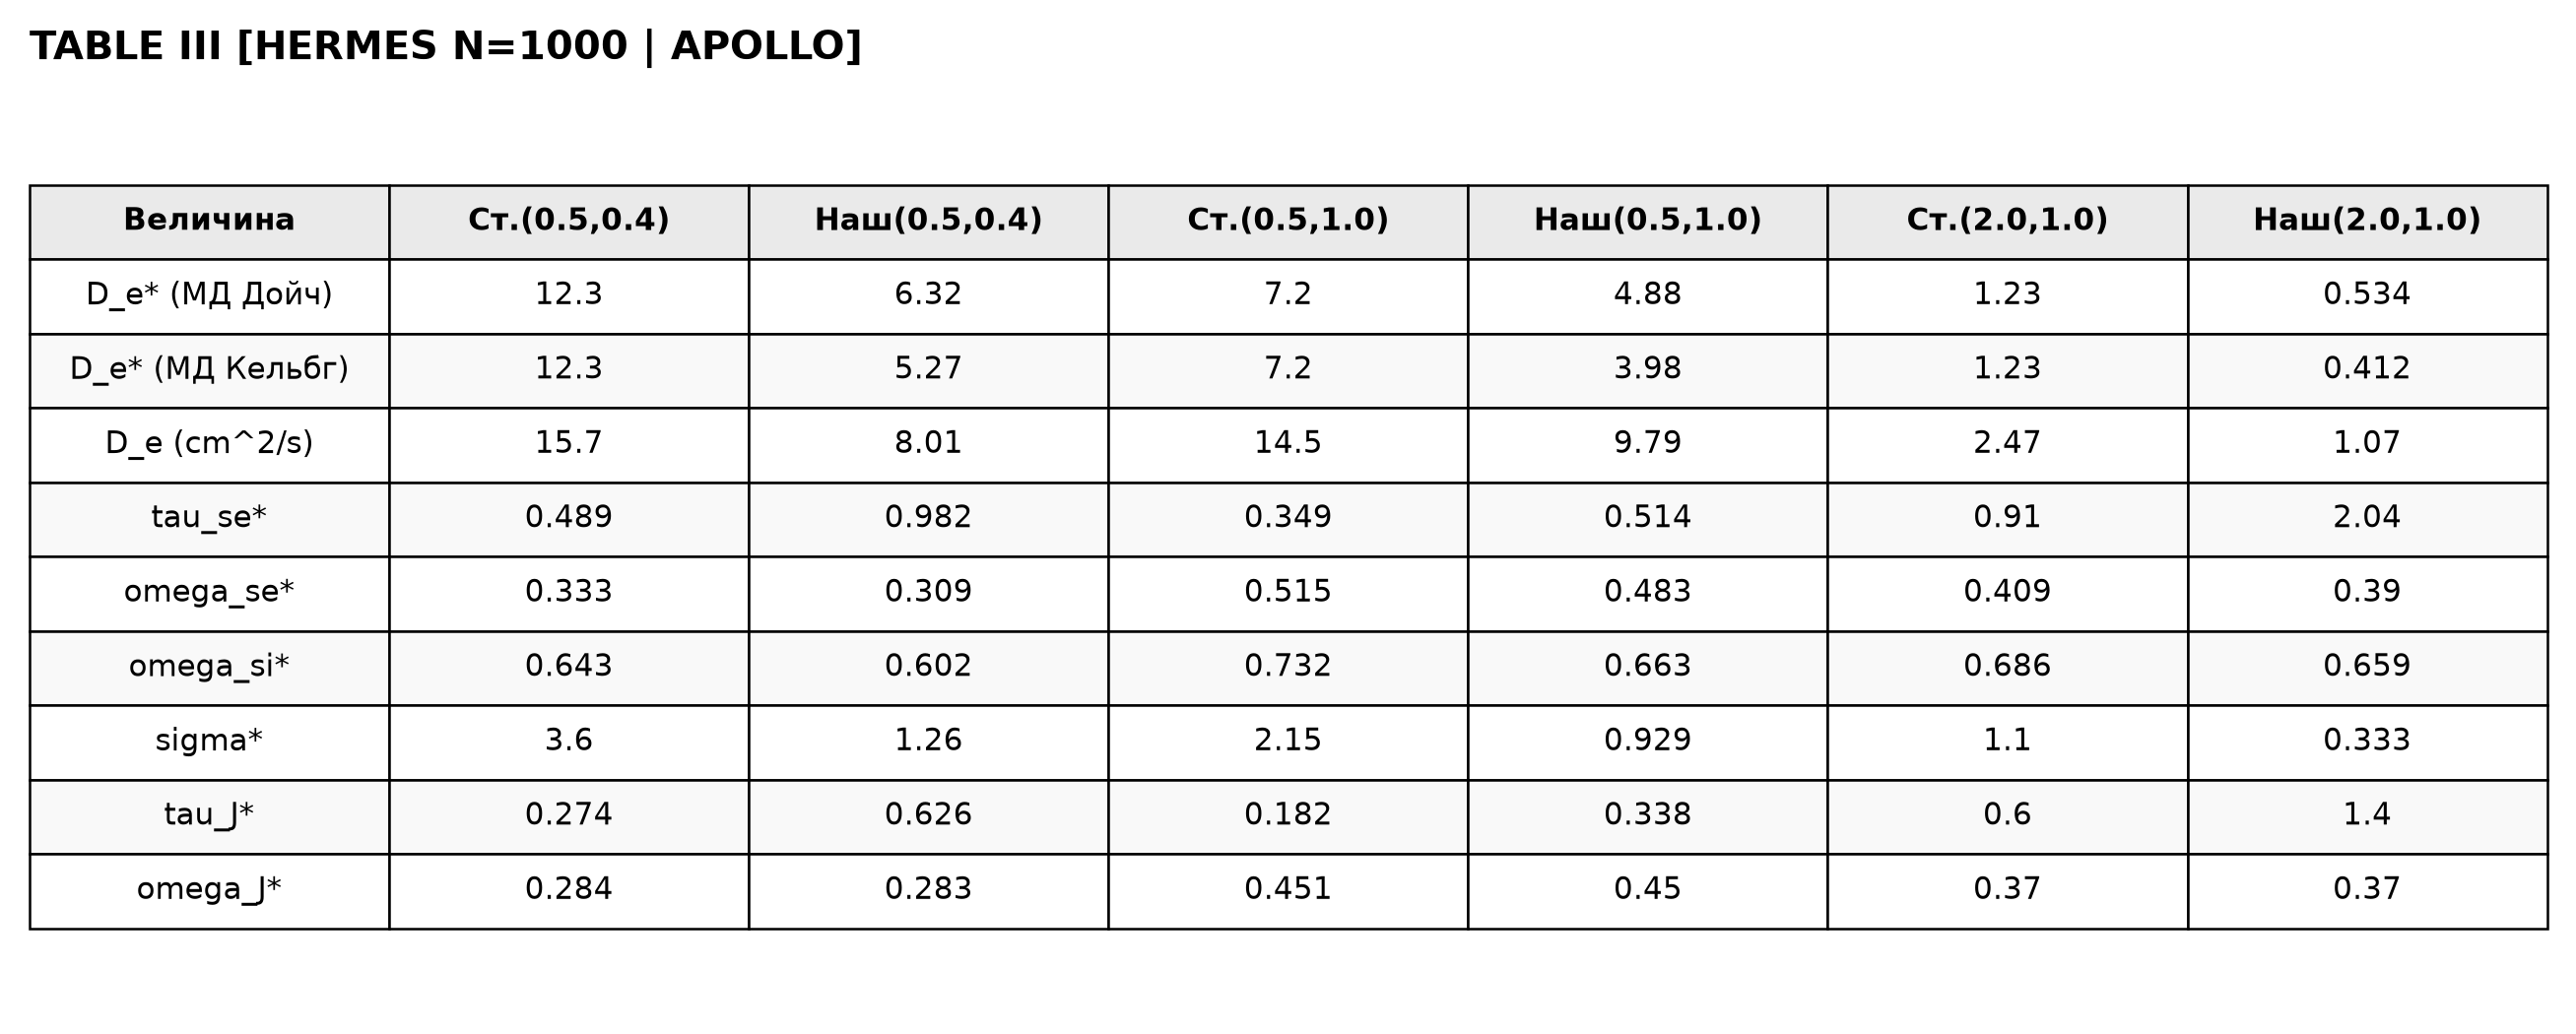 TABLE III [HERMES N=1000 | APOLLO]
Величина Ст.(0.5,0.4) Наш(0.5,0.4) Ст.(0.5,1.0) Наш(0.5,1.0) Ст.(2.0,1.0) Наш(2.0,1.0)
D_e* (МД Дойч) 12.3 6.32 7.2 4.88 1.23 0.534
D_e* (МД Кельбг) 12.3 5.27 7.2 3.98 1.23 0.412
D_e (cm^2/s) 15.7 8.01 14.5 9.79 2.47 1.07
tau_se* 0.489 0.982 0.349 0.514 0.91 2.04
omega_se* 0.333 0.309 0.515 0.483 0.409 0.39
omega_si* 0.643 0.602 0.732 0.663 0.686 0.659
sigma* 3.6 1.26 2.15 0.929 1.1 0.333
tau_J* 0.274 0.626 0.182 0.338 0.6 1.4
omega_J* 0.284 0.283 0.451 0.45 0.37 0.37